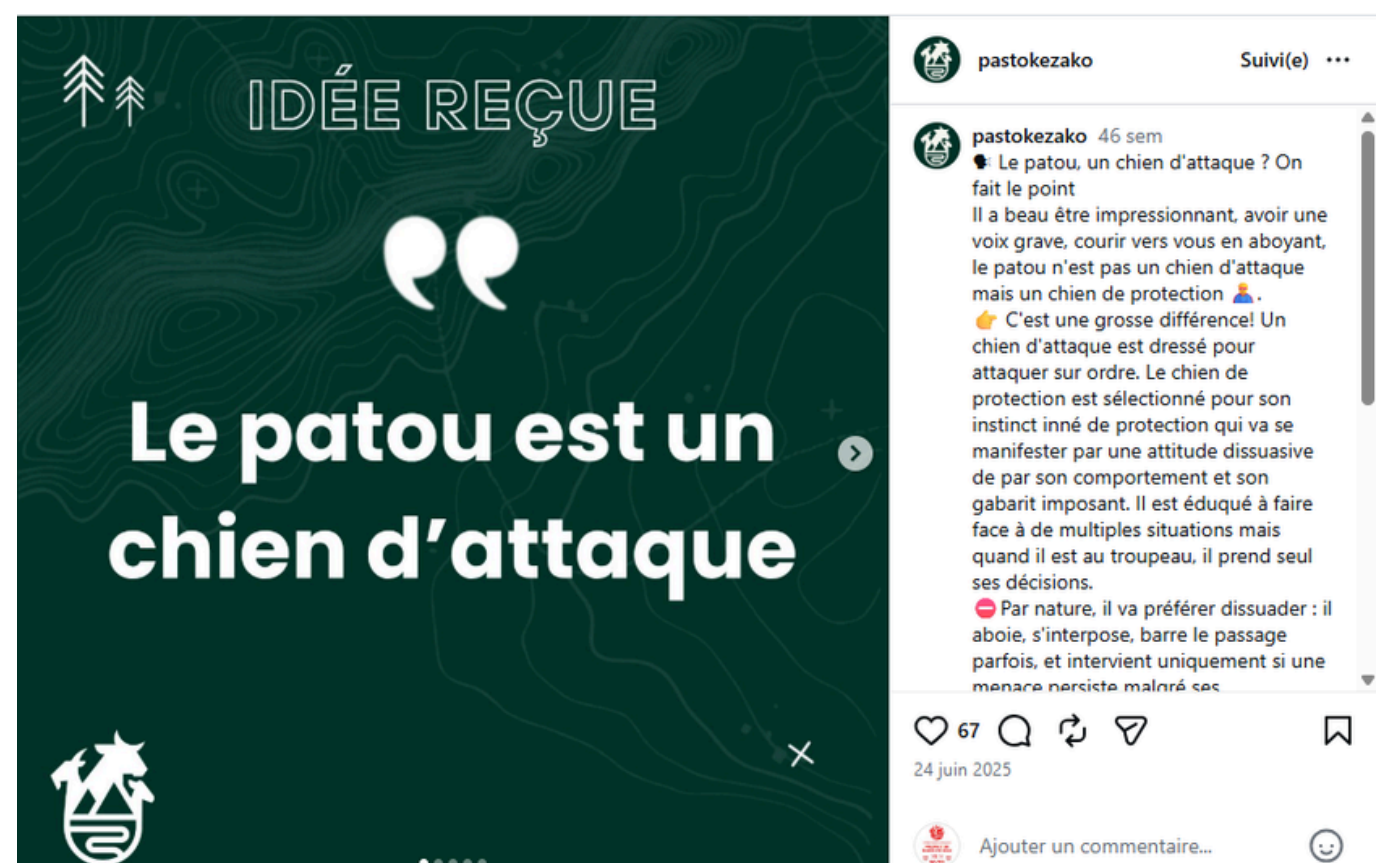 IDÉE REÇUE
Le patou est un
chien d’attaque
pastokezako
Suivi(e)
pastokezako 46 sem
Le patou, un chien d'attaque ? On
fait le point
Il a beau être impressionnant, avoir une
voix grave, courir vers vous en aboyant,
le patou n'est pas un chien d'attaque
mais un chien de protection .
C'est une grosse différence! Un
chien d'attaque est dressé pour
attaquer sur ordre. Le chien de
protection est sélectionné pour son
instinct inné de protection qui va se
manifester par une attitude dissuasive
de par son comportement et son
gabarit imposant. Il est éduqué à faire
face à de multiples situations mais
quand il est au troupeau, il prend seul
ses décisions.
Par nature, il va préférer dissuader : il
aboie, s'interpose, barre le passage
parfois, et intervient uniquement si une
menace persiste malgré ses
67
24 juin 2025
Ajouter un commentaire...